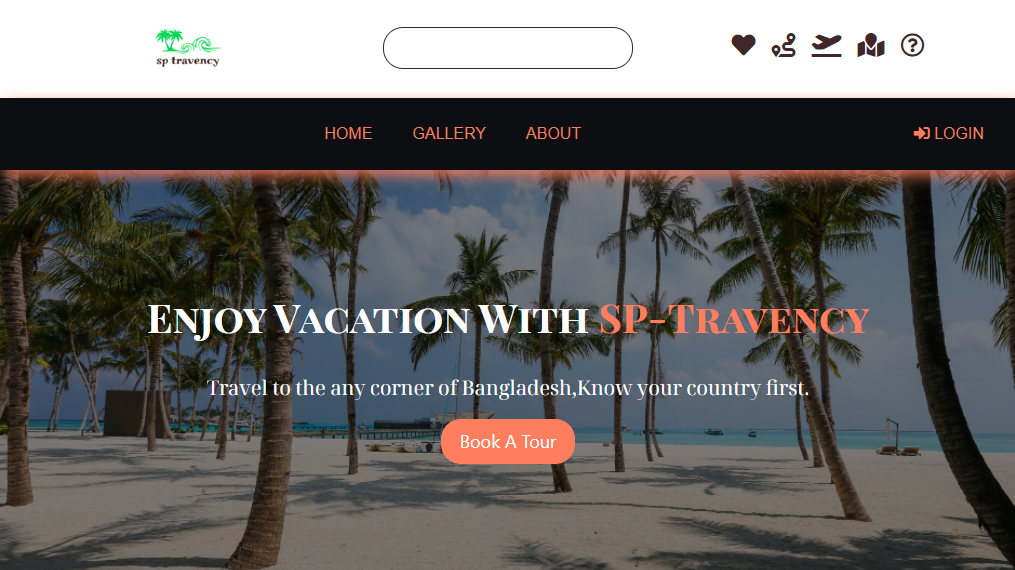 sp travency
HOME GALLERY ABOUT LOGIN
Enjoy Vacation With SP-Travency
Travel to the any corner of Bangladesh,Know your country first.
Book A Tour